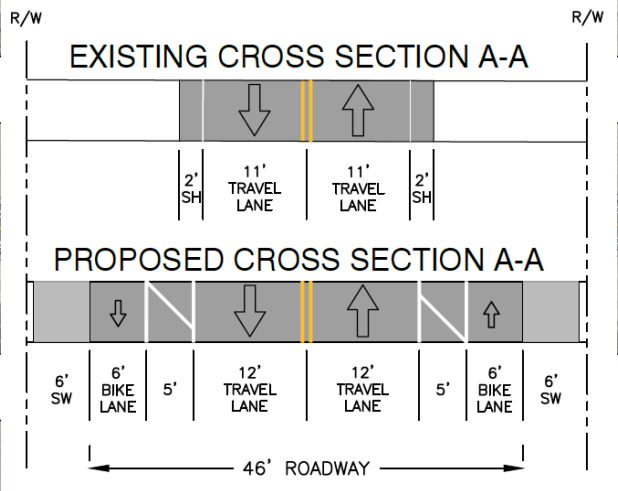 R/W
R/W
EXISTING CROSS SECTION A-A
2'
SH
11'
TRAVEL
LANE
11'
TRAVEL
LANE
2'
SH
PROPOSED CROSS SECTION A-A
6'
SW
6'
BIKE
LANE
5'
12'
TRAVEL
LANE
12'
TRAVEL
LANE
5'
6'
BIKE
LANE
6'
SW
46' ROADWAY